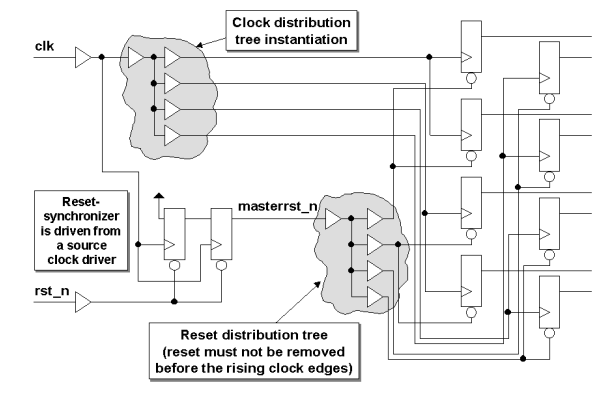 Clock distribution
tree instantiation
clk
Reset-
synchronizer
is driven from
a source
clock driver
masterrst_n
rst_n
Reset distribution tree
(reset must not be removed
before the rising clock edges)